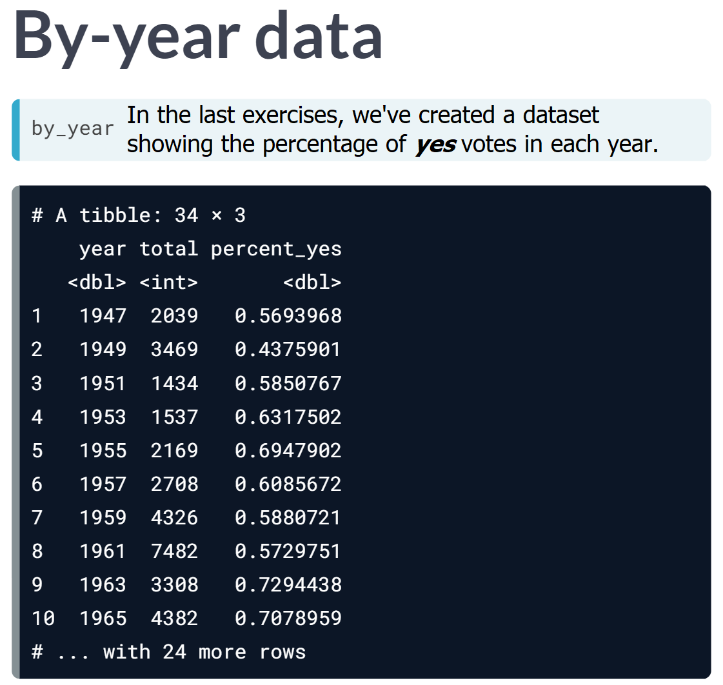 By-year data
by_year In the last exercises, we've created a dataset
showing the percentage of yes votes in each year.
# A tibble: 34 × 3
year total percent_yes
<dbl> <int> <dbl>
1 1947 2039 0.5693968
2 1949 3469 0.4375901
3 1951 1434 0.5850767
4 1953 1537 0.6317502
5 1955 2169 0.6947902
6 1957 2708 0.6085672
7 1959 4326 0.5880721
8 1961 7482 0.5729751
9 1963 3308 0.7294438
10 1965 4382 0.7078959
# ... with 24 more rows